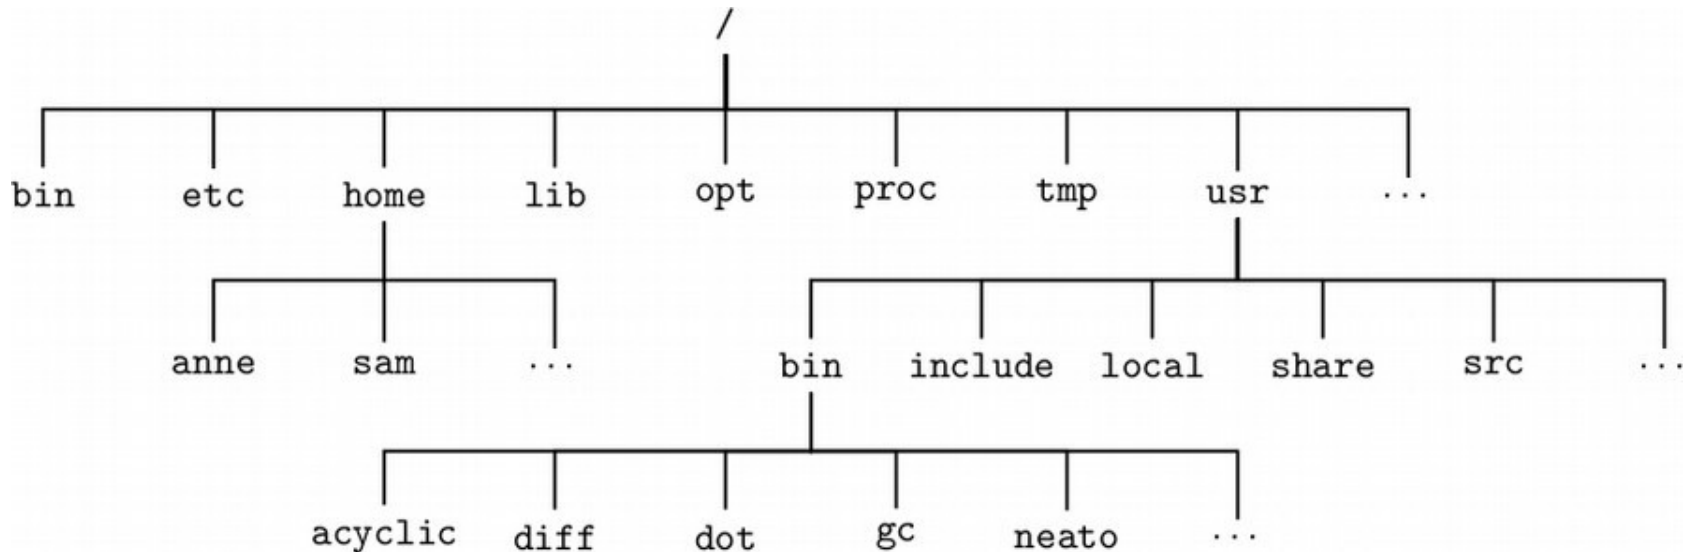 /
bin etc home lib opt proc tmp usr ...
anne sam ... bin include local share src ...
acyclic diff dot gc neato ...